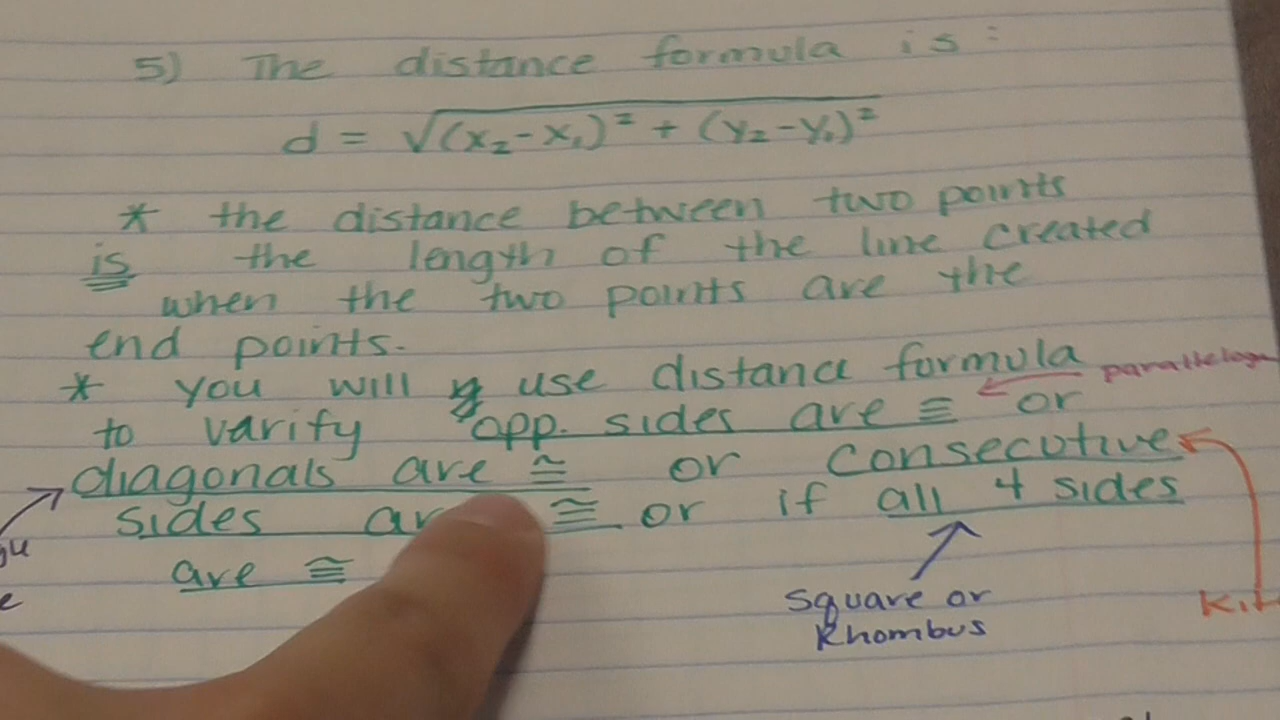 5) The distance formula is:
d = √(x₂-x₁)² + (y₂-y₁)²
* the distance between two points
is the length of the line created
when the two points are the
end points.
* you will use distance formula
to varify opp. sides are ≅ or
diagonals are ≅ or consecutive
sides ≅ or if all 4 sides
are ≅
Square or
Rhombus